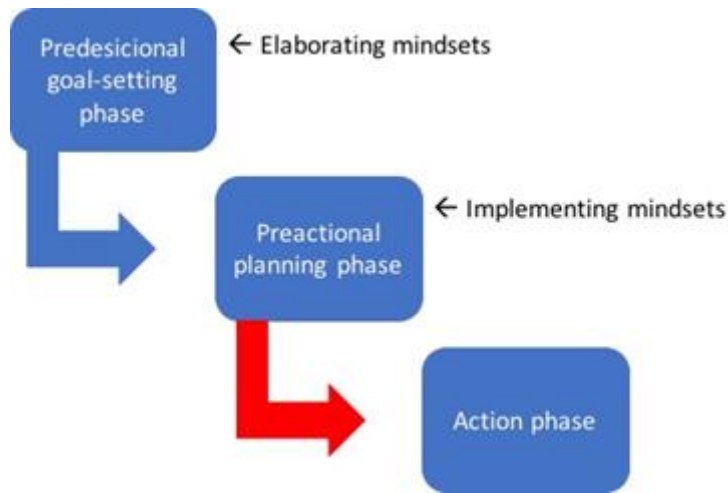 Predesicional
goal-setting
phase
← Elaborating mindsets
Preactional
planning phase
← Implementing mindsets
Action phase